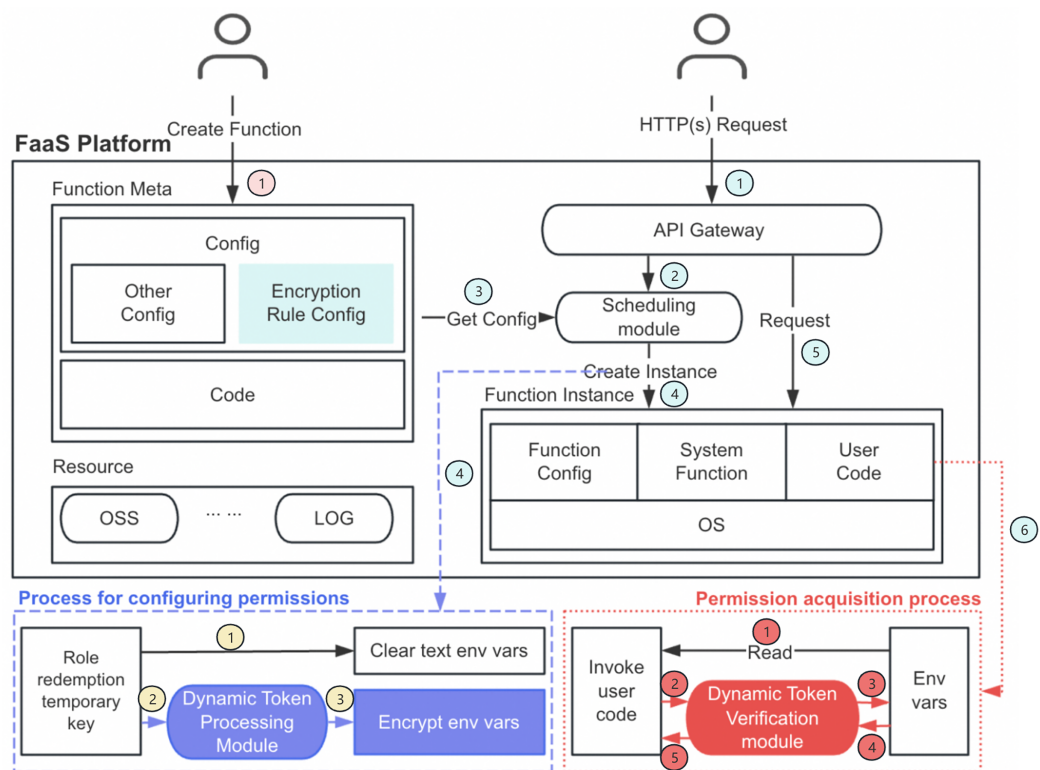 Create Function
HTTP(s) Request
FaaS Platform
1
1
Function Meta
Config
Other
Config
Encryption
Rule Config
Code
API Gateway
2
3
Get Config
Scheduling
module
Request
5
Create Instance
4
Function Instance
Function
Config
System
Function
User
Code
OS
4
6
Resource
OSS
... ...
LOG
Process for configuring permissions
1
Role
redemption
temporary
key
Clear text env vars
2
Dynamic Token
Processing
Module
3
Encrypt env vars
Permission acquisition process
1
Read
Invoke
user
code
2
Dynamic Token
Verification
module
3
4
5
Env
vars